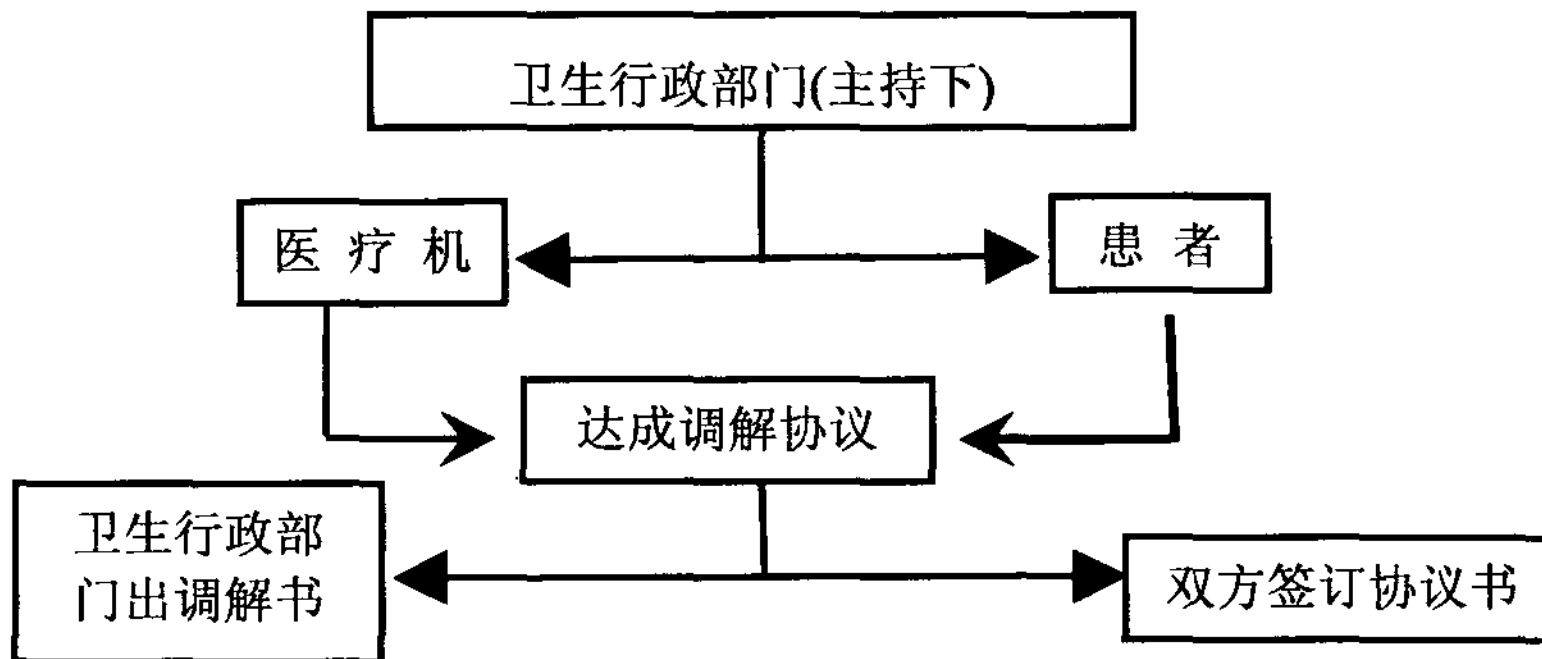 卫生行政部门(主持下)
医 疗 机
患 者
达成调解协议
卫生行政部
门出调解书
双方签订协议书